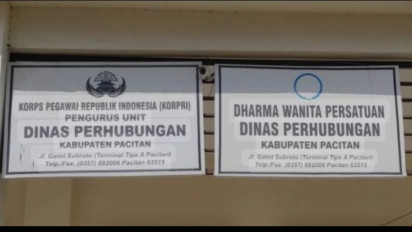 KORPS PEGAWAI REPUBLIK INDONESIA (KORPRI)
PENGURUS UNIT
DINAS PERHUBUNGAN
KABUPATEN PACITAN
Jl. Gatot Subroto (Terminal Tipe A Pacitan)
Telp./Fax. (0357) 882006 Pacitan 63515
DHARMA WANITA PERSATUAN
DINAS PERHUBUNGAN
KABUPATEN PACITAN
Jl. Gatot Subroto (Terminal Tipe A Pacitan)
Telp./Fax. (0357) 882006 Pacitan 63515